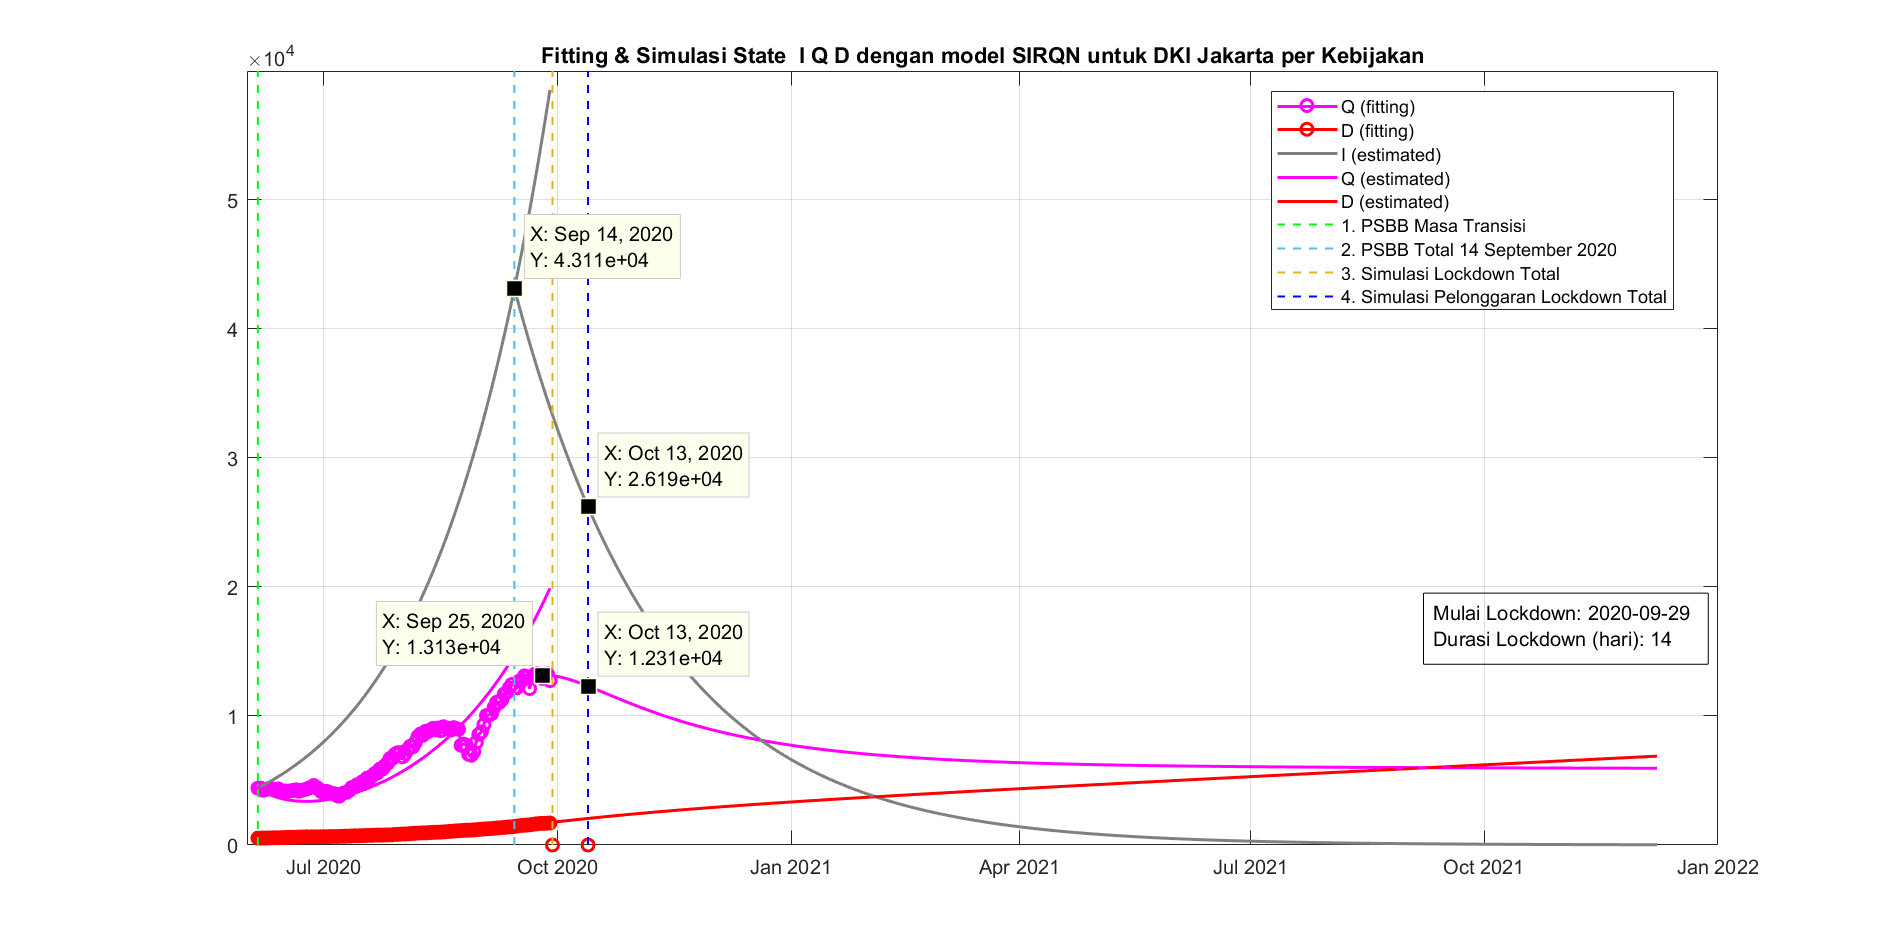 Fitting & Simulasi State  I Q D dengan model SIRQN untuk DKI Jakarta per Kebijakan
×10^4
5
4
3
2
1
0
Jul 2020
Oct 2020
Jan 2021
Apr 2021
Jul 2021
Oct 2021
Jan 2022
Q (fitting)
D (fitting)
I (estimated)
Q (estimated)
D (estimated)
1. PSBB Masa Transisi
2. PSBB Total 14 September 2020
3. Simulasi Lockdown Total
4. Simulasi Pelonggaran Lockdown Total
X: Sep 14, 2020
Y: 4.311e+04
X: Oct 13, 2020
Y: 2.619e+04
X: Sep 25, 2020
Y: 1.313e+04
X: Oct 13, 2020
Y: 1.231e+04
Mulai Lockdown: 2020-09-29
Durasi Lockdown (hari): 14